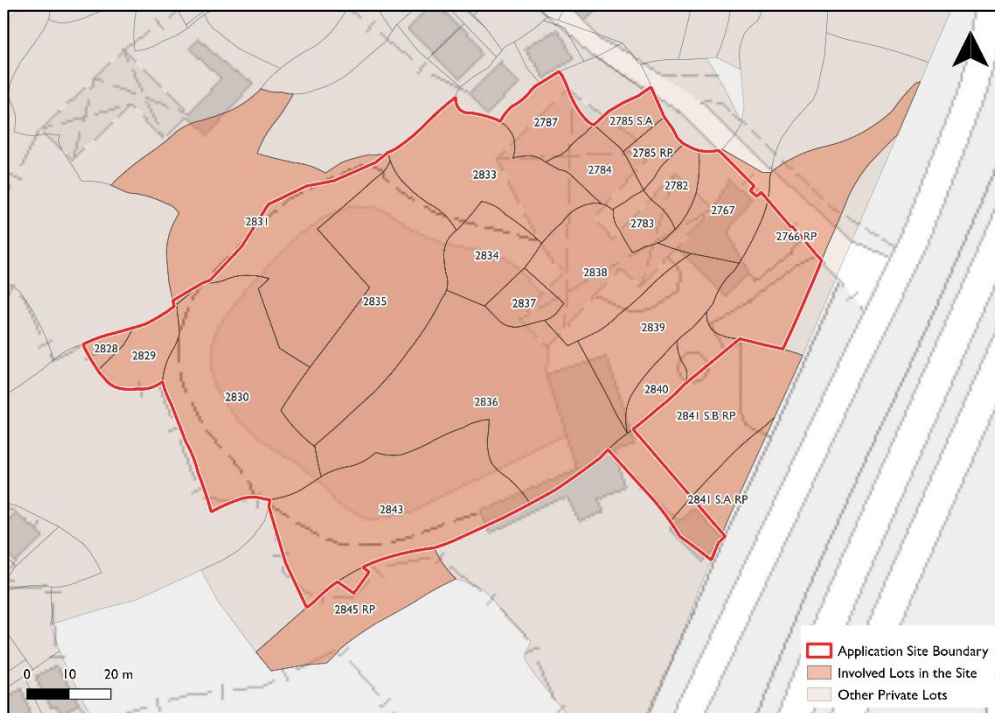 2787
2785 S.A
2785 RP
2833
2784
2782
2767
2783
2831
2766 RP
2834
2838
2835
2837
2839
2828
2829
2840
2830
2836
2841 S.B RP
2841 S.A RP
2843
2845 RP
Application Site Boundary
Involved Lots in the Site
Other Private Lots
0 10 20 m